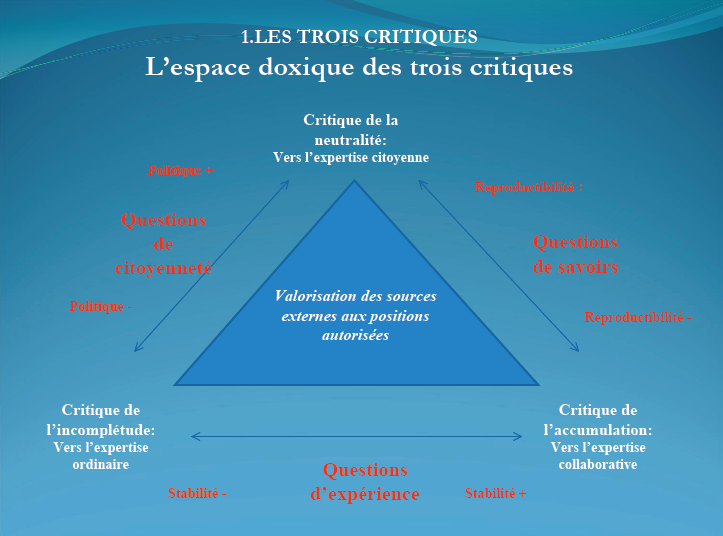 1.LES TROIS CRITIQUES
L’espace doxique des trois critiques
Critique de la
neutralité:
Vers l’expertise citoyenne
Politique +
Reproductibilité +
Questions
de
citoyenneté
Questions
de savoirs
Valorisation des sources
externes aux positions
autorisées
Politique -
Reproductibilité -
Critique de
l’incomplétude:
Vers l’expertise
ordinaire
Critique de
l’accumulation:
Vers l’expertise
collaborative
Questions
d’expérience
Stabilité -
Stabilité +